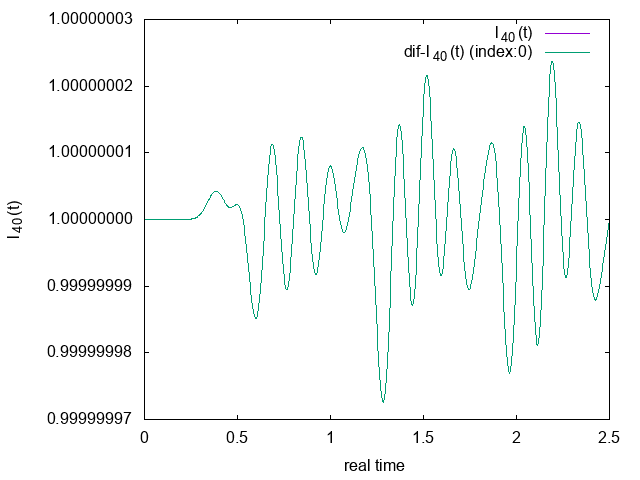 1.00000003
1.00000002
1.00000001
1.00000000
0.99999999
0.99999998
0.99999997
I40(t)
I40(t)
dif-I40(t) (index:0)
0 0.5 1 1.5 2 2.5
real time